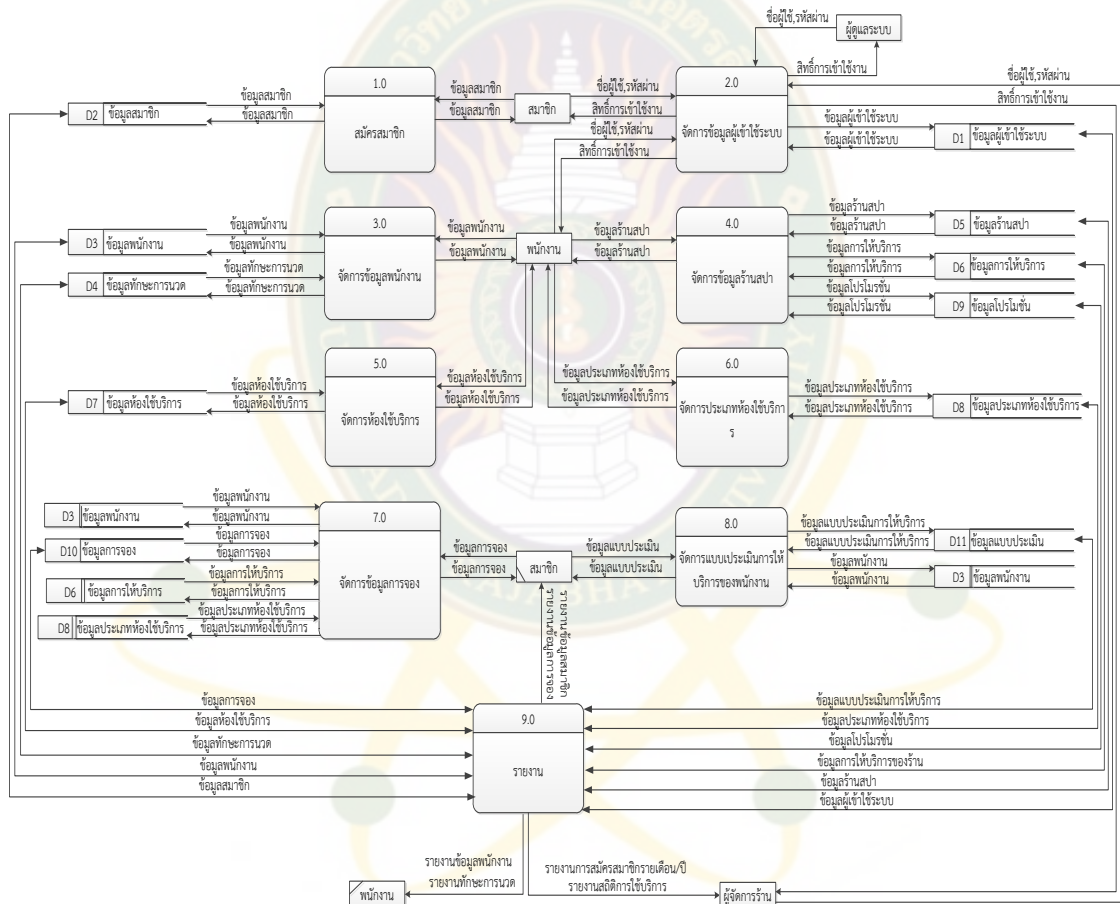 ชื่อผู้ใช้,รหัสผ่าน
ผู้ดูแลระบบ
สิทธิ์การเข้าใช้งาน
ชื่อผู้ใช้,รหัสผ่าน
สิทธิ์การเข้าใช้งาน
D2 ข้อมูลสมาชิก
ข้อมูลสมาชิก
ข้อมูลสมาชิก
1.0
สมัครสมาชิก
ข้อมูลสมาชิก
ข้อมูลสมาชิก
สมาชิก
ชื่อผู้ใช้,รหัสผ่าน
สิทธิ์การเข้าใช้งาน
ชื่อผู้ใช้,รหัสผ่าน
สิทธิ์การเข้าใช้งาน
2.0
จัดการข้อมูลผู้เข้าใช้ระบบ
ข้อมูลผู้เข้าใช้ระบบ
ข้อมูลผู้เข้าใช้ระบบ
D1 ข้อมูลผู้เข้าใช้ระบบ
D3 ข้อมูลพนักงาน
ข้อมูลพนักงาน
ข้อมูลพนักงาน
D4 ข้อมูลทักษะการนวด
ข้อมูลทักษะการนวด
ข้อมูลทักษะการนวด
3.0
จัดการข้อมูลพนักงาน
ข้อมูลพนักงาน
ข้อมูลพนักงาน
พนักงาน
ข้อมูลร้านสปา
ข้อมูลร้านสปา
4.0
จัดการข้อมูลร้านสปา
ข้อมูลร้านสปา
ข้อมูลร้านสปา
ข้อมูลการให้บริการ
ข้อมูลการให้บริการ
ข้อมูลโปรโมชั่น
ข้อมูลโปรโมชั่น
D5 ข้อมูลร้านสปา
D6 ข้อมูลการให้บริการ
D9 ข้อมูลโปรโมชั่น
D7 ข้อมูลห้องใช้บริการ
ข้อมูลห้องใช้บริการ
ข้อมูลห้องใช้บริการ
5.0
จัดการห้องใช้บริการ
ข้อมูลห้องใช้บริการ
ข้อมูลห้องใช้บริการ
ข้อมูลประเภทห้องใช้บริการ
ข้อมูลประเภทห้องใช้บริการ
6.0
จัดการประเภทห้องใช้บริกา
ร
ข้อมูลประเภทห้องใช้บริการ
ข้อมูลประเภทห้องใช้บริการ
D8 ข้อมูลประเภทห้องใช้บริการ
D3 ข้อมูลพนักงาน
D10 ข้อมูลการจอง
D6 ข้อมูลการให้บริการ
D8 ข้อมูลประเภทห้องใช้บริการ
ข้อมูลพนักงาน
ข้อมูลพนักงาน
ข้อมูลการจอง
ข้อมูลการจอง
ข้อมูลการให้บริการ
ข้อมูลการให้บริการ
ข้อมูลประเภทห้องใช้บริการ
ข้อมูลประเภทห้องใช้บริการ
7.0
จัดการข้อมูลการจอง
ข้อมูลการจอง
ข้อมูลการจอง
สมาชิก
ข้อมูลแบบประเมิน
ข้อมูลแบบประเมิน
8.0
จัดการแบบประเมินการให้
บริการของพนักงาน
ข้อมูลแบบประเมินการให้บริการ
ข้อมูลแบบประเมินการให้บริการ
ข้อมูลพนักงาน
ข้อมูลพนักงาน
D11 ข้อมูลแบบประเมิน
D3 ข้อมูลพนักงาน
รายงานข้อมูลสมาชิก
รายงานข้อมูลการจอง
ข้อมูลการจอง
ข้อมูลห้องใช้บริการ
ข้อมูลทักษะการนวด
ข้อมูลพนักงาน
ข้อมูลสมาชิก
9.0
รายงาน
ข้อมูลแบบประเมินการให้บริการ
ข้อมูลประเภทห้องใช้บริการ
ข้อมูลโปรโมรชั่น
ข้อมูลการให้บริการของร้าน
ข้อมูลร้านสปา
ข้อมูลผู้เข้าใช้ระบบ
รายงานข้อมูลพนักงาน
รายงานทักษะการนวด
พนักงาน
รายงานการสมัครสมาชิกรายเดือน/ปี
รายงานสถิติการใช้บริการ
ผู้จัดการร้าน